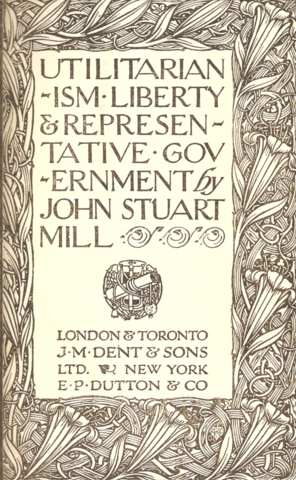 UTILITARIAN
-ISM·LIBERTY
& REPRESEN-
TATIVE·GOV
-ERNMENT by
JOHN STUART
MILL
LONDON & TORONTO
J·M·DENT & SONS
LTD. NEW YORK
E·P·DUTTON & CO